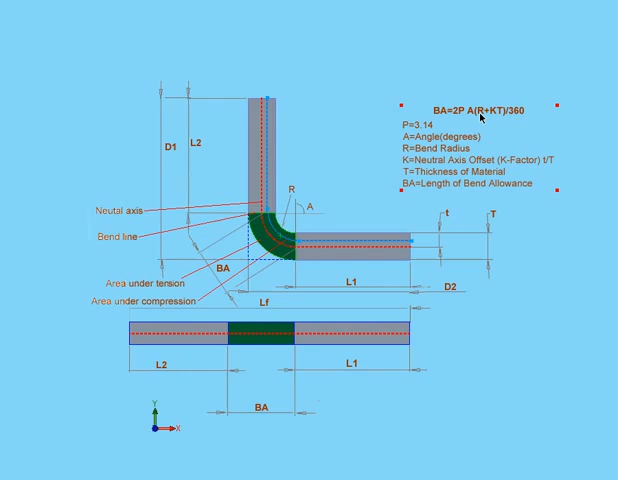 BA=2P A(R+KT)/360
P=3.14
A=Angle(degrees)
R=Bend Radius
K=Neutral Axis Offset (K-Factor) t/T
T=Thickness of Material
BA=Length of Bend Allowance
D1
L2
R
A
Neutal axis
t
T
Bend line
BA
Area under tension
L1
D2
Area under compression
Lf
L2
L1
BA
Y
X